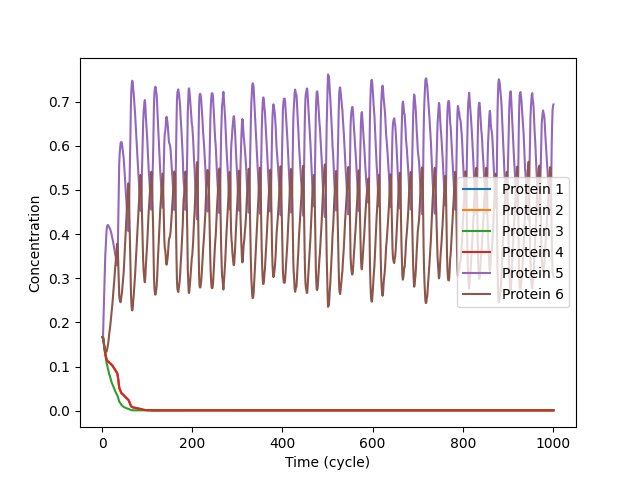 0.7
0.6
0.5
0.4
0.3
0.2
0.1
0.0
Concentration
Protein 1
Protein 2
Protein 3
Protein 4
Protein 5
Protein 6
0 200 400 600 800 1000
Time (cycle)